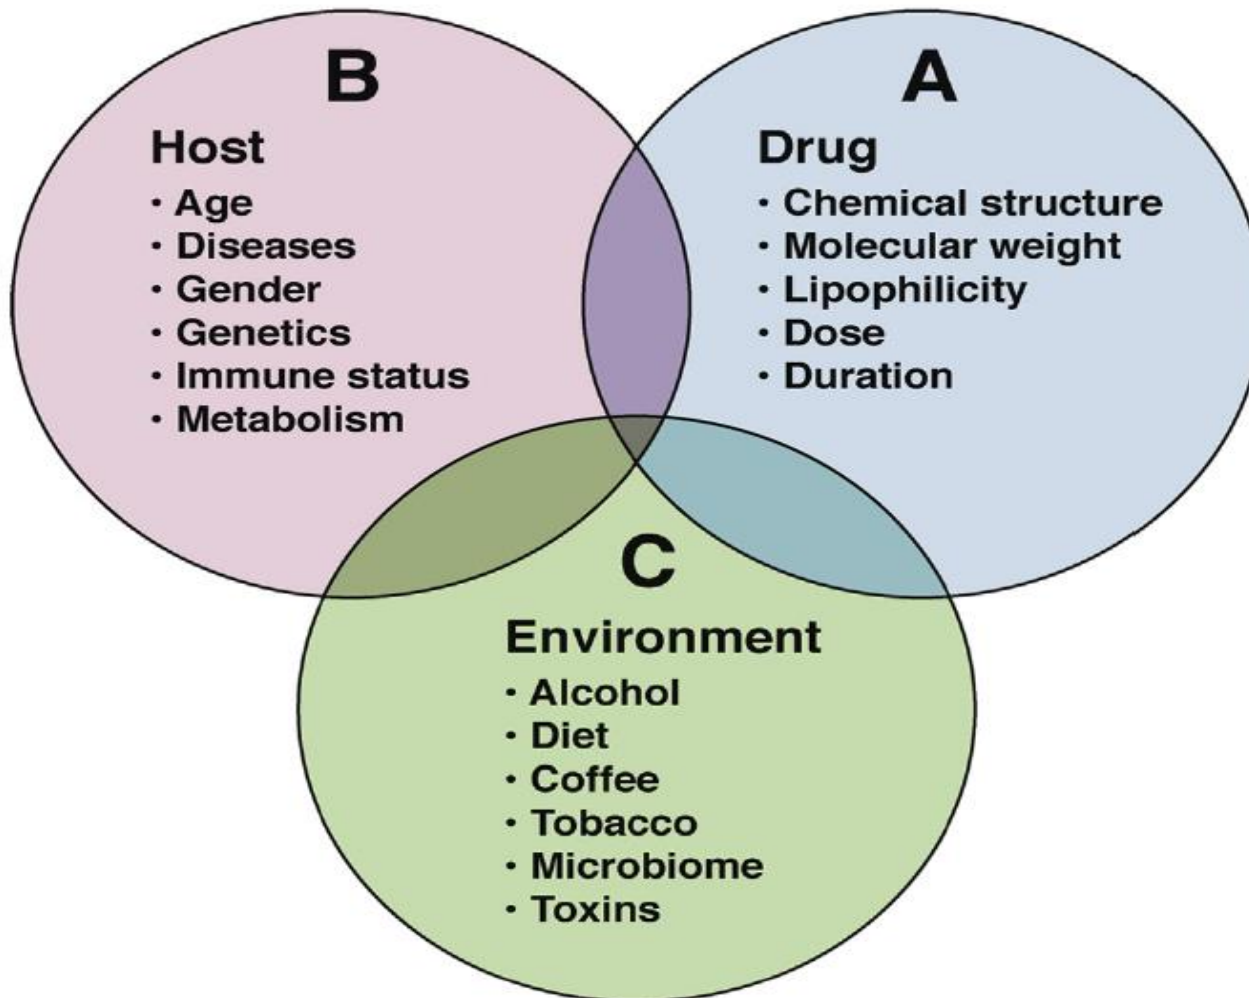 B
Host
· Age
· Diseases
· Gender
· Genetics
· Immune status
· Metabolism
A
Drug
· Chemical structure
· Molecular weight
· Lipophilicity
· Dose
· Duration
C
Environment
· Alcohol
· Diet
· Coffee
· Tobacco
· Microbiome
· Toxins